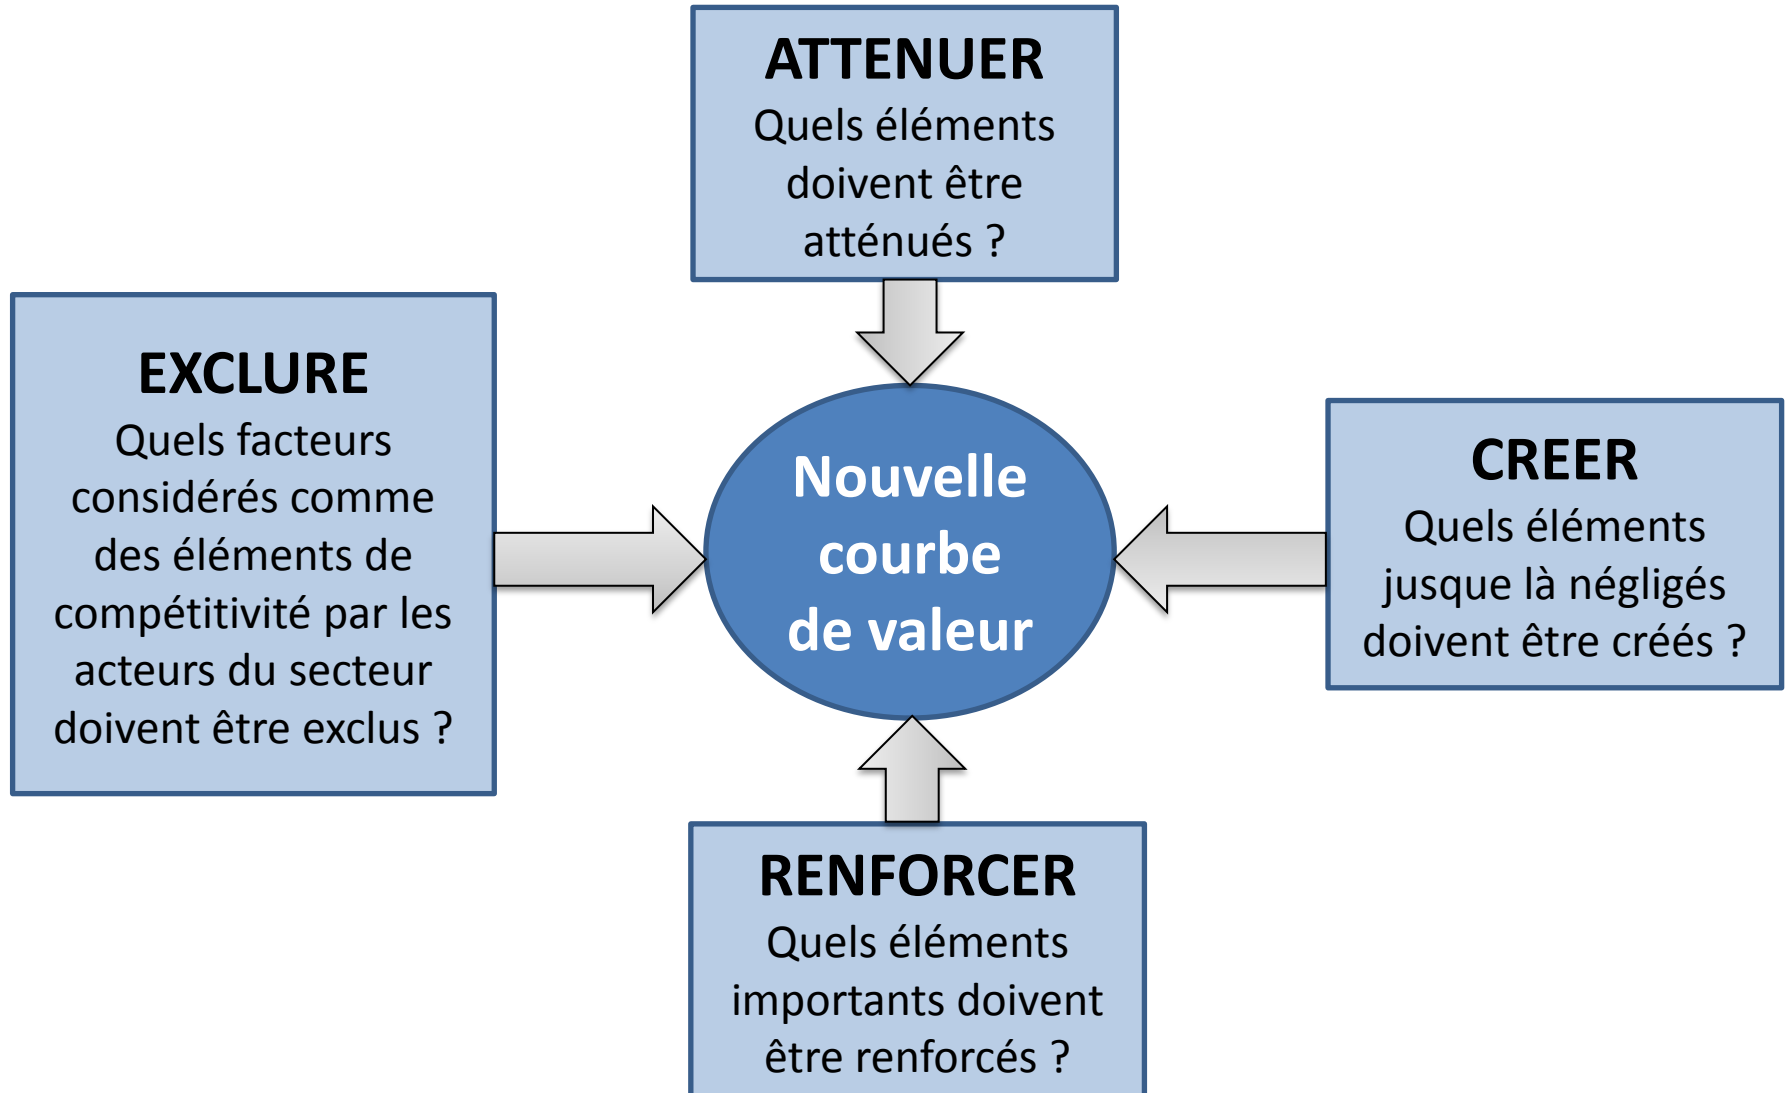 ATTENUER
Quels éléments
doivent être
atténués ?
EXCLURE
Quels facteurs
considérés comme
des éléments de
compétitivité par les
acteurs du secteur
doivent être exclus ?
Nouvelle
courbe
de valeur
CREER
Quels éléments
jusque là négligés
doivent être créés ?
RENFORCER
Quels éléments
importants doivent
être renforcés ?